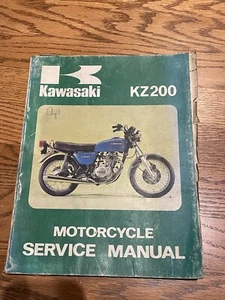 Kawasaki KZ200
MOTORCYCLE
SERVICE MANUAL